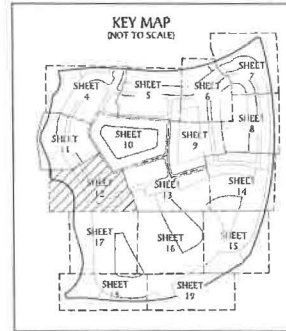 KEY MAP
(NOT TO SCALE)
SHEET
7
SHEET
4
SHEET
5
SHEET
6
SHEET
8
SHEET
11
SHEET
10
SHEET
9
SHEET
12
SHEET
13
SHEET
14
SHEET
17
SHEET
16
SHEET
15
SHEET
18
SHEET
19